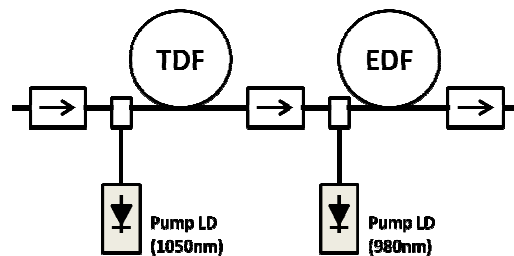 TDF
EDF
Pump LD
(1050nm)
Pump LD
(980nm)